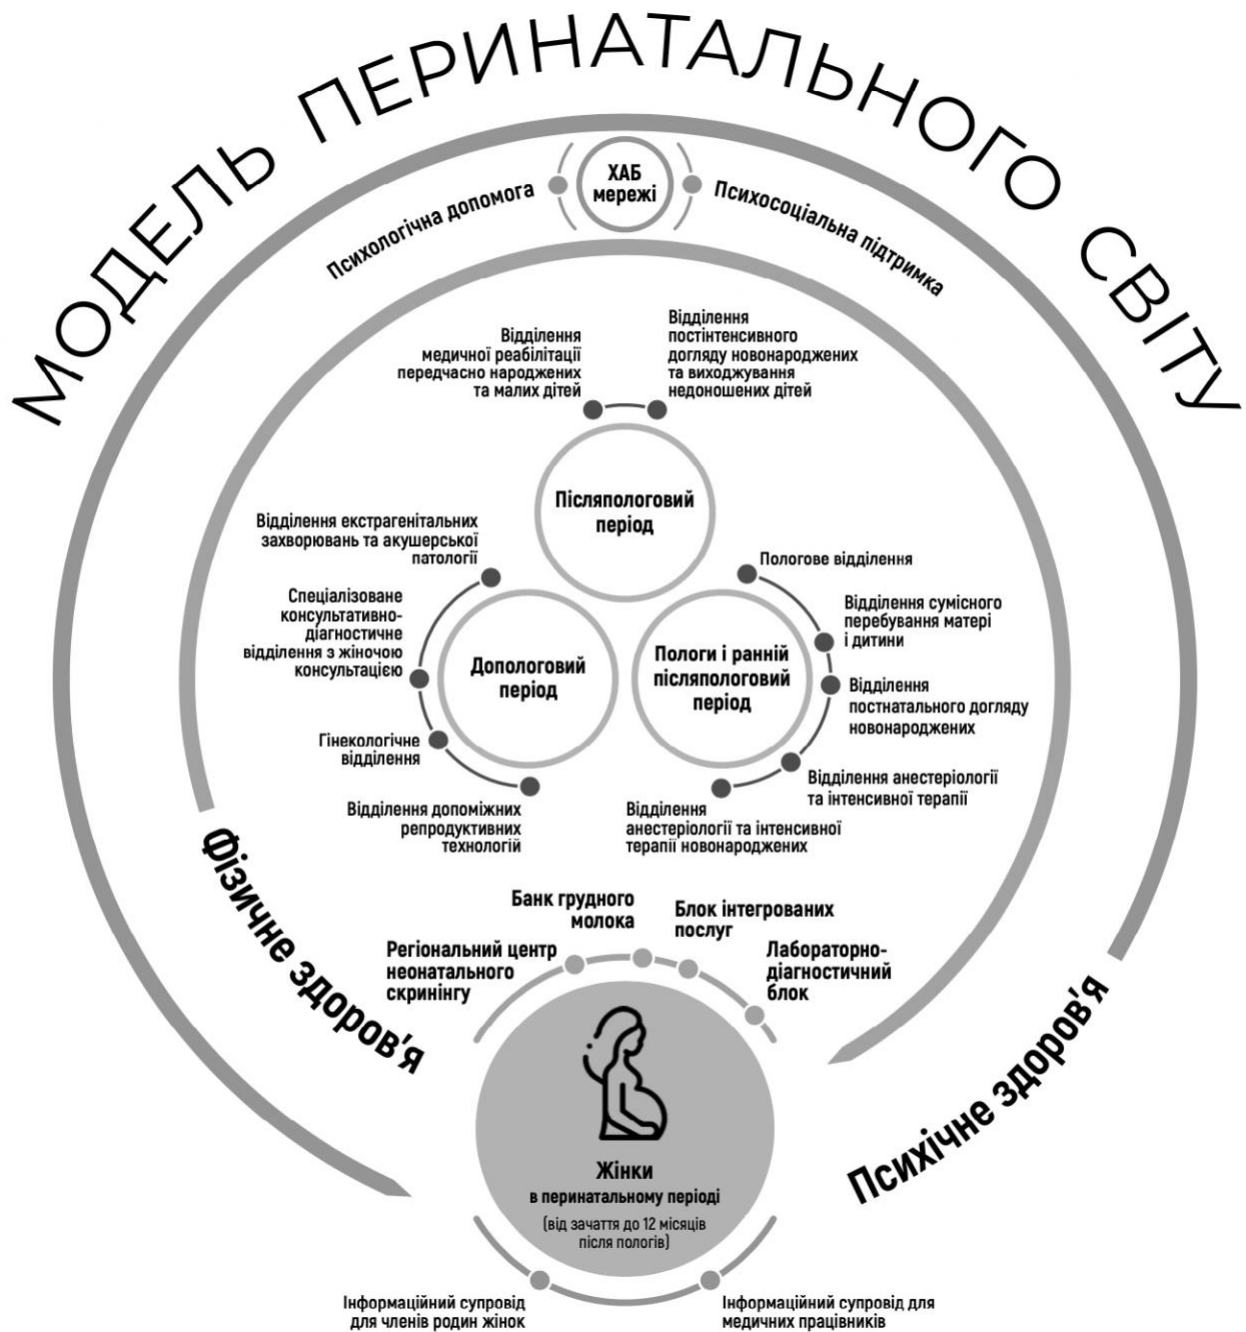 МОДЕЛЬ ПЕРИНАТАЛЬНОГО СВІТУ
ХАБ
мережі
Психологічна допомога
Психосоціальна підтримка
Відділення
медичної реабілітації
передчасно народжених
та малих дітей
Відділення
постінтенсивного
догляду новонароджених
та виходжування
недоношених дітей
Післяпологовий
період
Відділення екстрагенітальних
захворювань та акушерської
патології
Спеціалізоване
консультативно-
діагностичне
відділення з жіночою
консультацією
Гінекологічне
відділення
Відділення допоміжних
репродуктивних
технологій
Допологовий
період
Пологи і ранній
післяпологовий
період
Пологове відділення
Відділення сумісного
перебування матері
і дитини
Відділення
постнатального догляду
новонароджених
Відділення анестеріології
та інтенсивної терапії
Відділення
анестеріології та інтенсивної
терапії новонароджених
Фізичне здоров'я
Психічне здоров'я
Регіональний центр
неонатального
скринінгу
Банк грудного
молока
Блок інтегрованих
послуг
Лабораторно-
діагностичний
блок
Жінки
в перинатальному періоді
(від зачаття до 12 місяців
після пологів)
Інформаційний супровід
для членів родин жінок
Інформаційний супровід для
медичних працівників